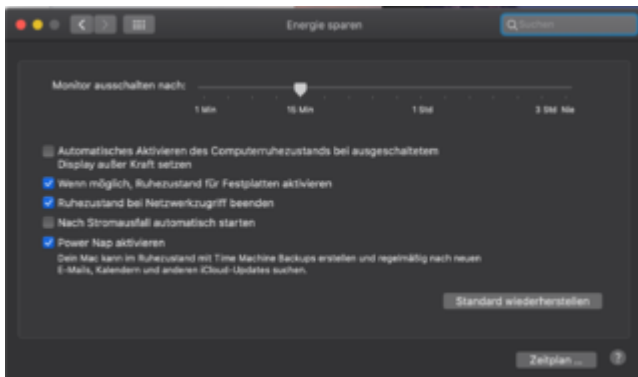 Energie sparen
Suchen
Monitor ausschalten nach:
1 Min 15 Min 1 Std 3 Std Nie
Automatisches Aktivieren des Computerruhezustands bei ausgeschaltetem
Display außer Kraft setzen
Wenn möglich, Ruhezustand für Festplatten aktivieren
Ruhezustand bei Netzwerkzugriff beenden
Nach Stromausfall automatisch starten
Power Nap aktivieren
Dein Mac kann im Ruhezustand mit Time Machine Backups erstellen und regelmäßig nach neuen
E-Mails, Kalendern und anderen iCloud-Updates suchen.
Standard wiederherstellen
Zeitplan ...
?